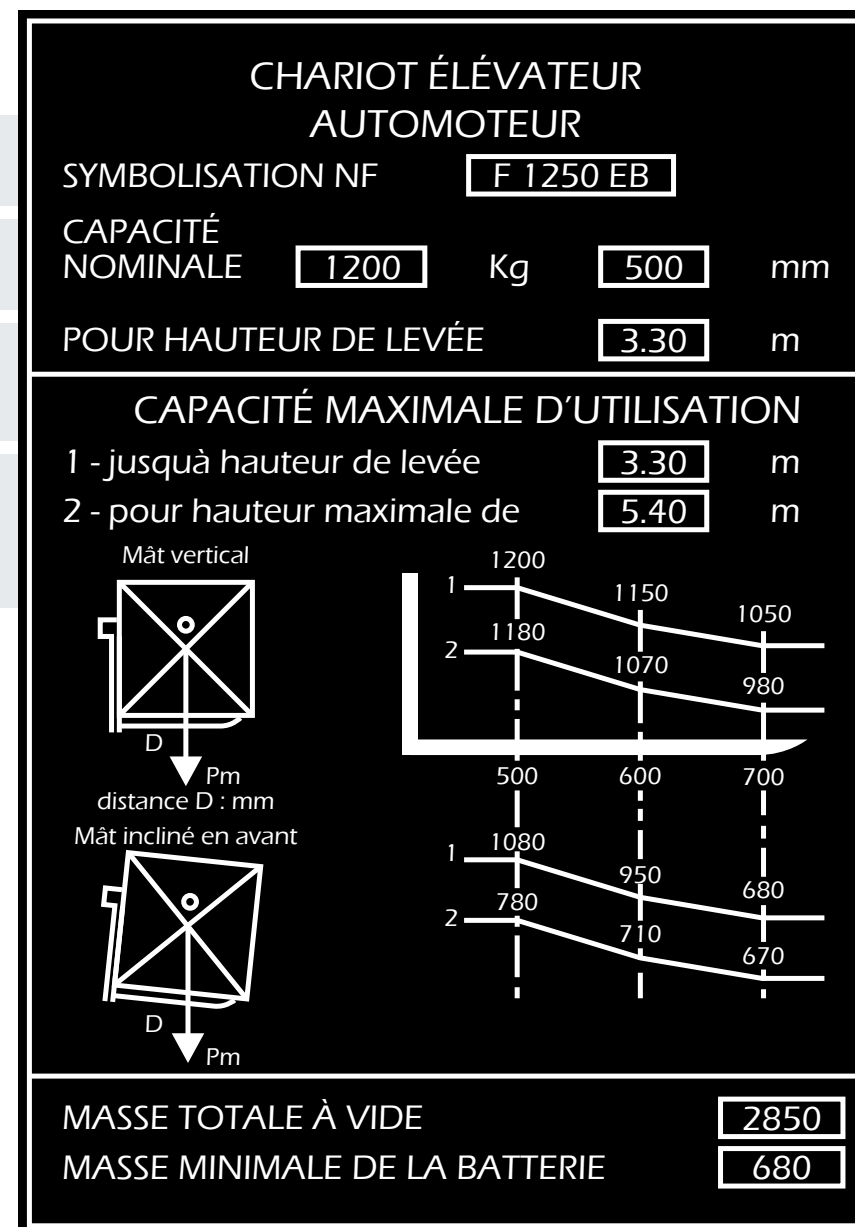 CHARIOT ÉLÉVATEUR
AUTOMOTEUR
SYMBOLISATION NF F 1250 EB
CAPACITÉ
NOMINALE 1200 Kg 500 mm
POUR HAUTEUR DE LEVÉE 3.30 m
CAPACITÉ MAXIMALE D'UTILISATION
1 - jusquà hauteur de levée 3.30 m
2 - pour hauteur maximale de 5.40 m
Mât vertical
D
Pm
distance D : mm
1200
1 1150
1050
1180
2 1070
980
500 600 700
Mât incliné en avant
D
Pm
1080
1 950
680
780
2 710
670
MASSE TOTALE À VIDE 2850
MASSE MINIMALE DE LA BATTERIE 680